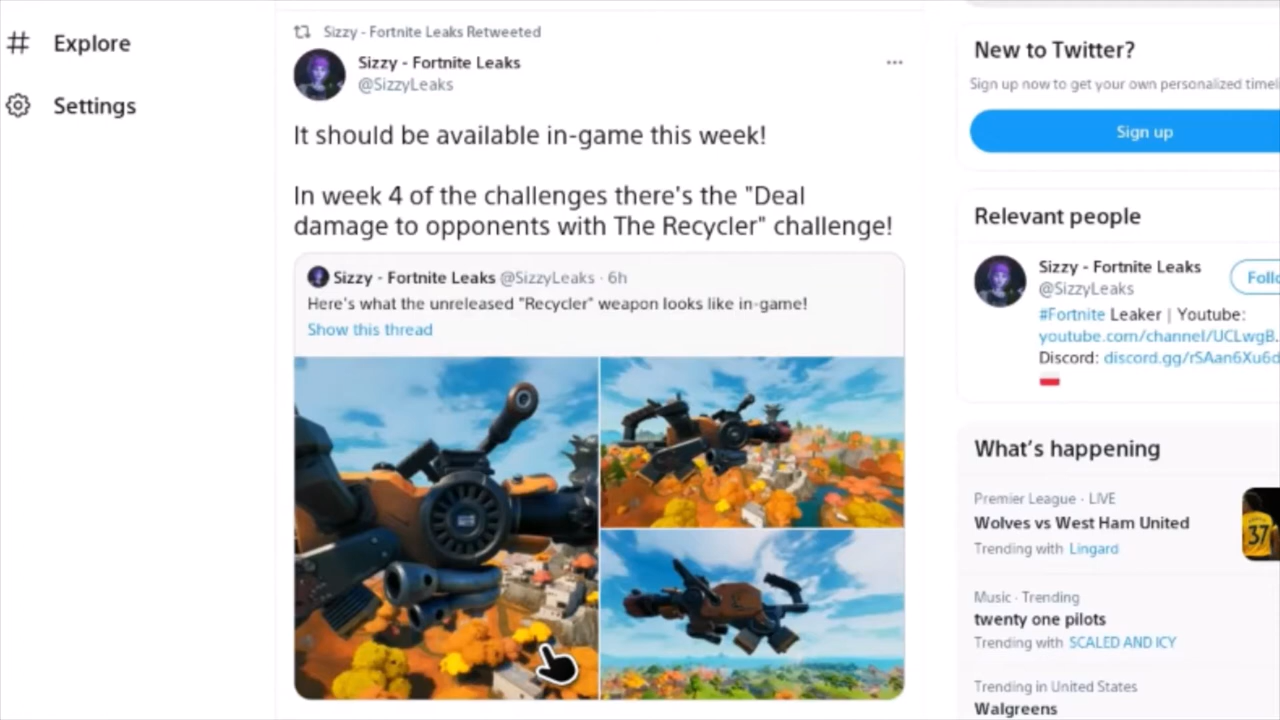 Explore
Settings
Sizzy - Fortnite Leaks Retweeted
Sizzy - Fortnite Leaks
@SizzyLeaks
It should be available in-game this week!
In week 4 of the challenges there's the "Deal
damage to opponents with The Recycler" challenge!
Sizzy - Fortnite Leaks @SizzyLeaks · 6h
Here's what the unreleased "Recycler" weapon looks like in-game!
Show this thread
New to Twitter?
Sign up now to get your own personalized timel
Sign up
Relevant people
Sizzy - Fortnite Leaks
@SizzyLeaks
Follo
#Fortnite Leaker | Youtube:
youtube.com/channel/UCLwgB…
Discord: discord.gg/rSAan6Xu6d
What's happening
Premier League · LIVE
Wolves vs West Ham United
Trending with Lingard
37
Music · Trending
twenty one pilots
Trending with SCALED AND ICY
Trending in United States
Walgreens